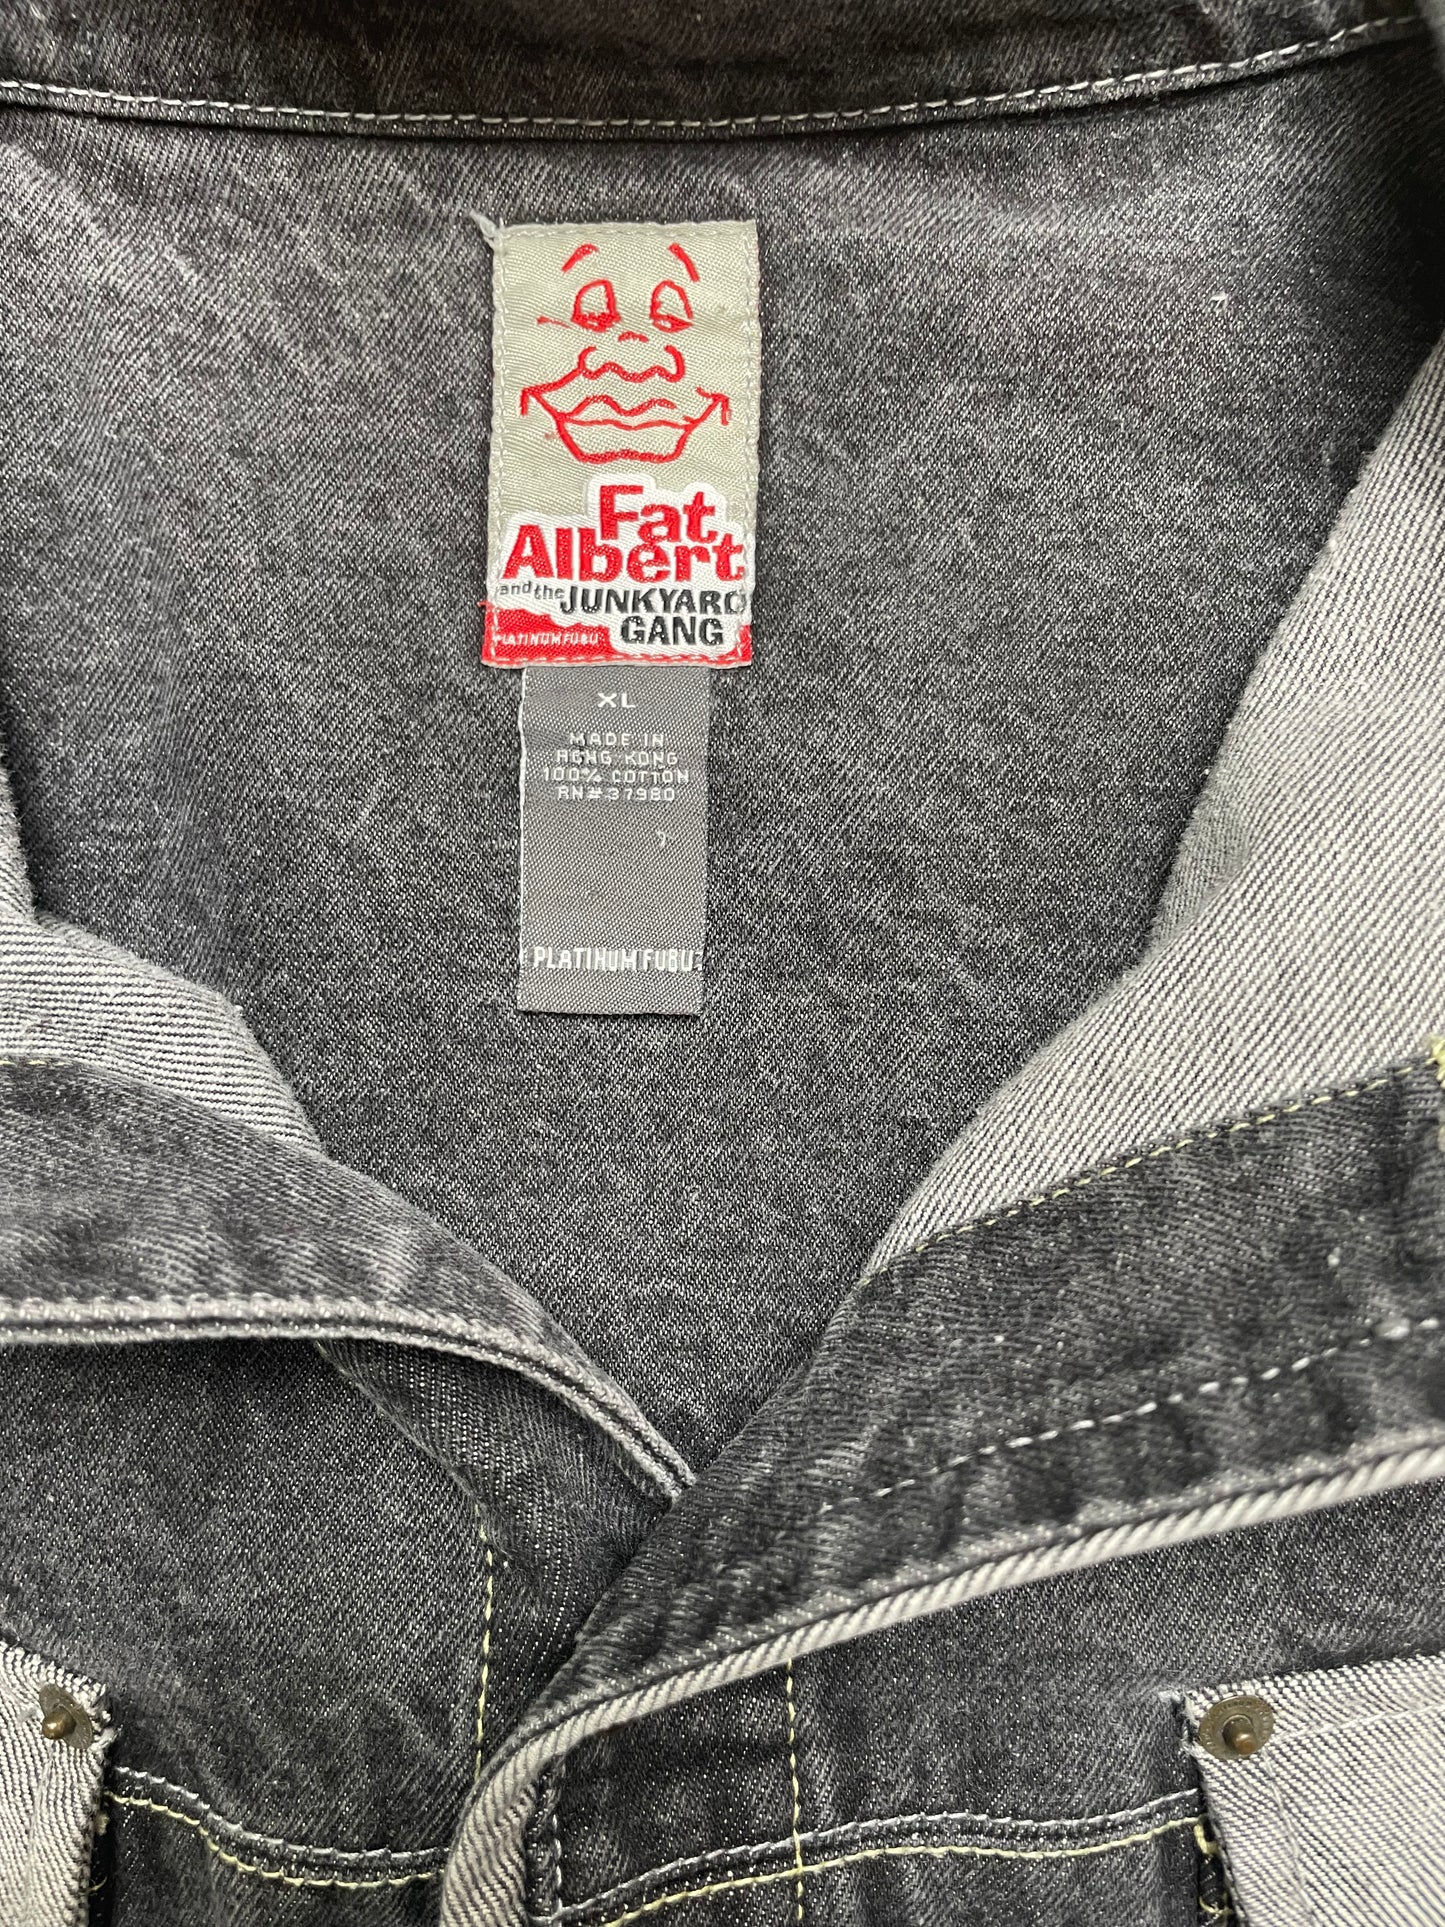 Fat
Albert
and the JUNKYARD
GANG
PLATINUM FUBU
XL
MADE IN
HONG KONG
100% COTTON
RN#37980
PLATINUM FUBU